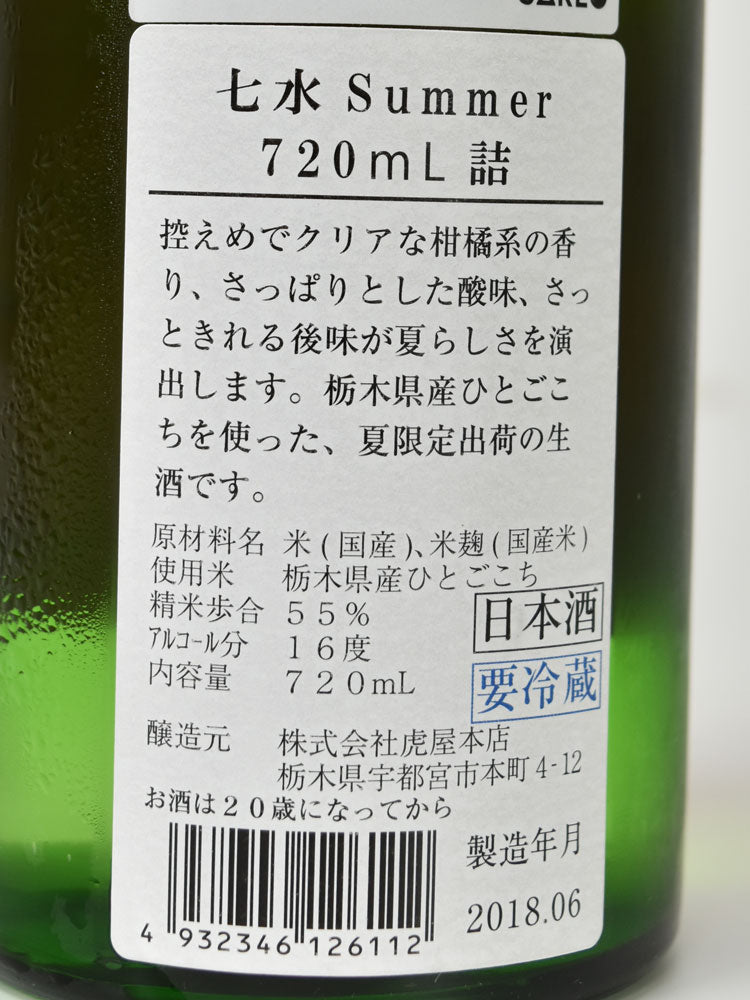 七水 Summer
720mL 詰
控えめでクリアな柑橘系の香
り、さっぱりとした酸味、さっ
ときれる後味が夏らしさを演
出します。栃木県産ひとごこ
ちを使った、夏限定出荷の生
酒です。
原材料名 米(国産)、米麹(国産米)
使用米 栃木県産ひとごこち
精米歩合 55%
アルコール分 16度
内容量 720mL
日本酒
要冷蔵
醸造元 株式会社虎屋本店
栃木県宇都宮市本町4-12
お酒は20歳になってから
製造年月
2018.06
4 932346 126112